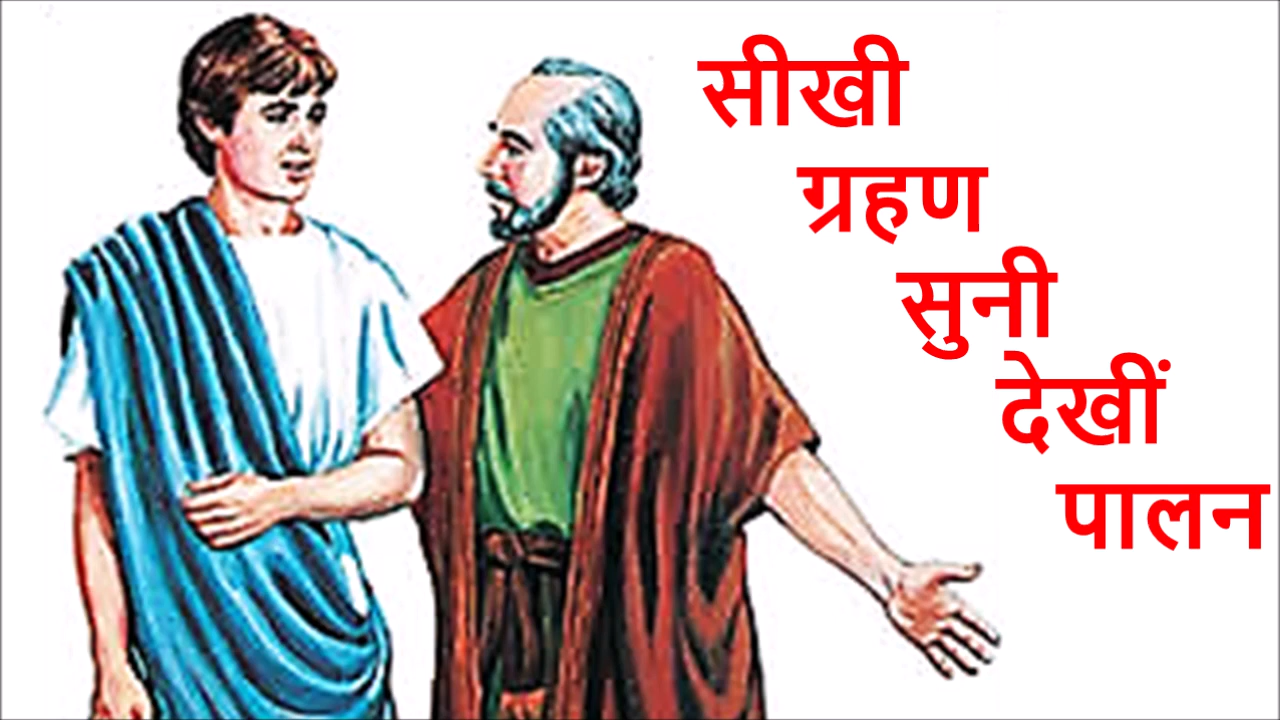 सीखी
ग्रहण
सुनी
देखीं
पालन